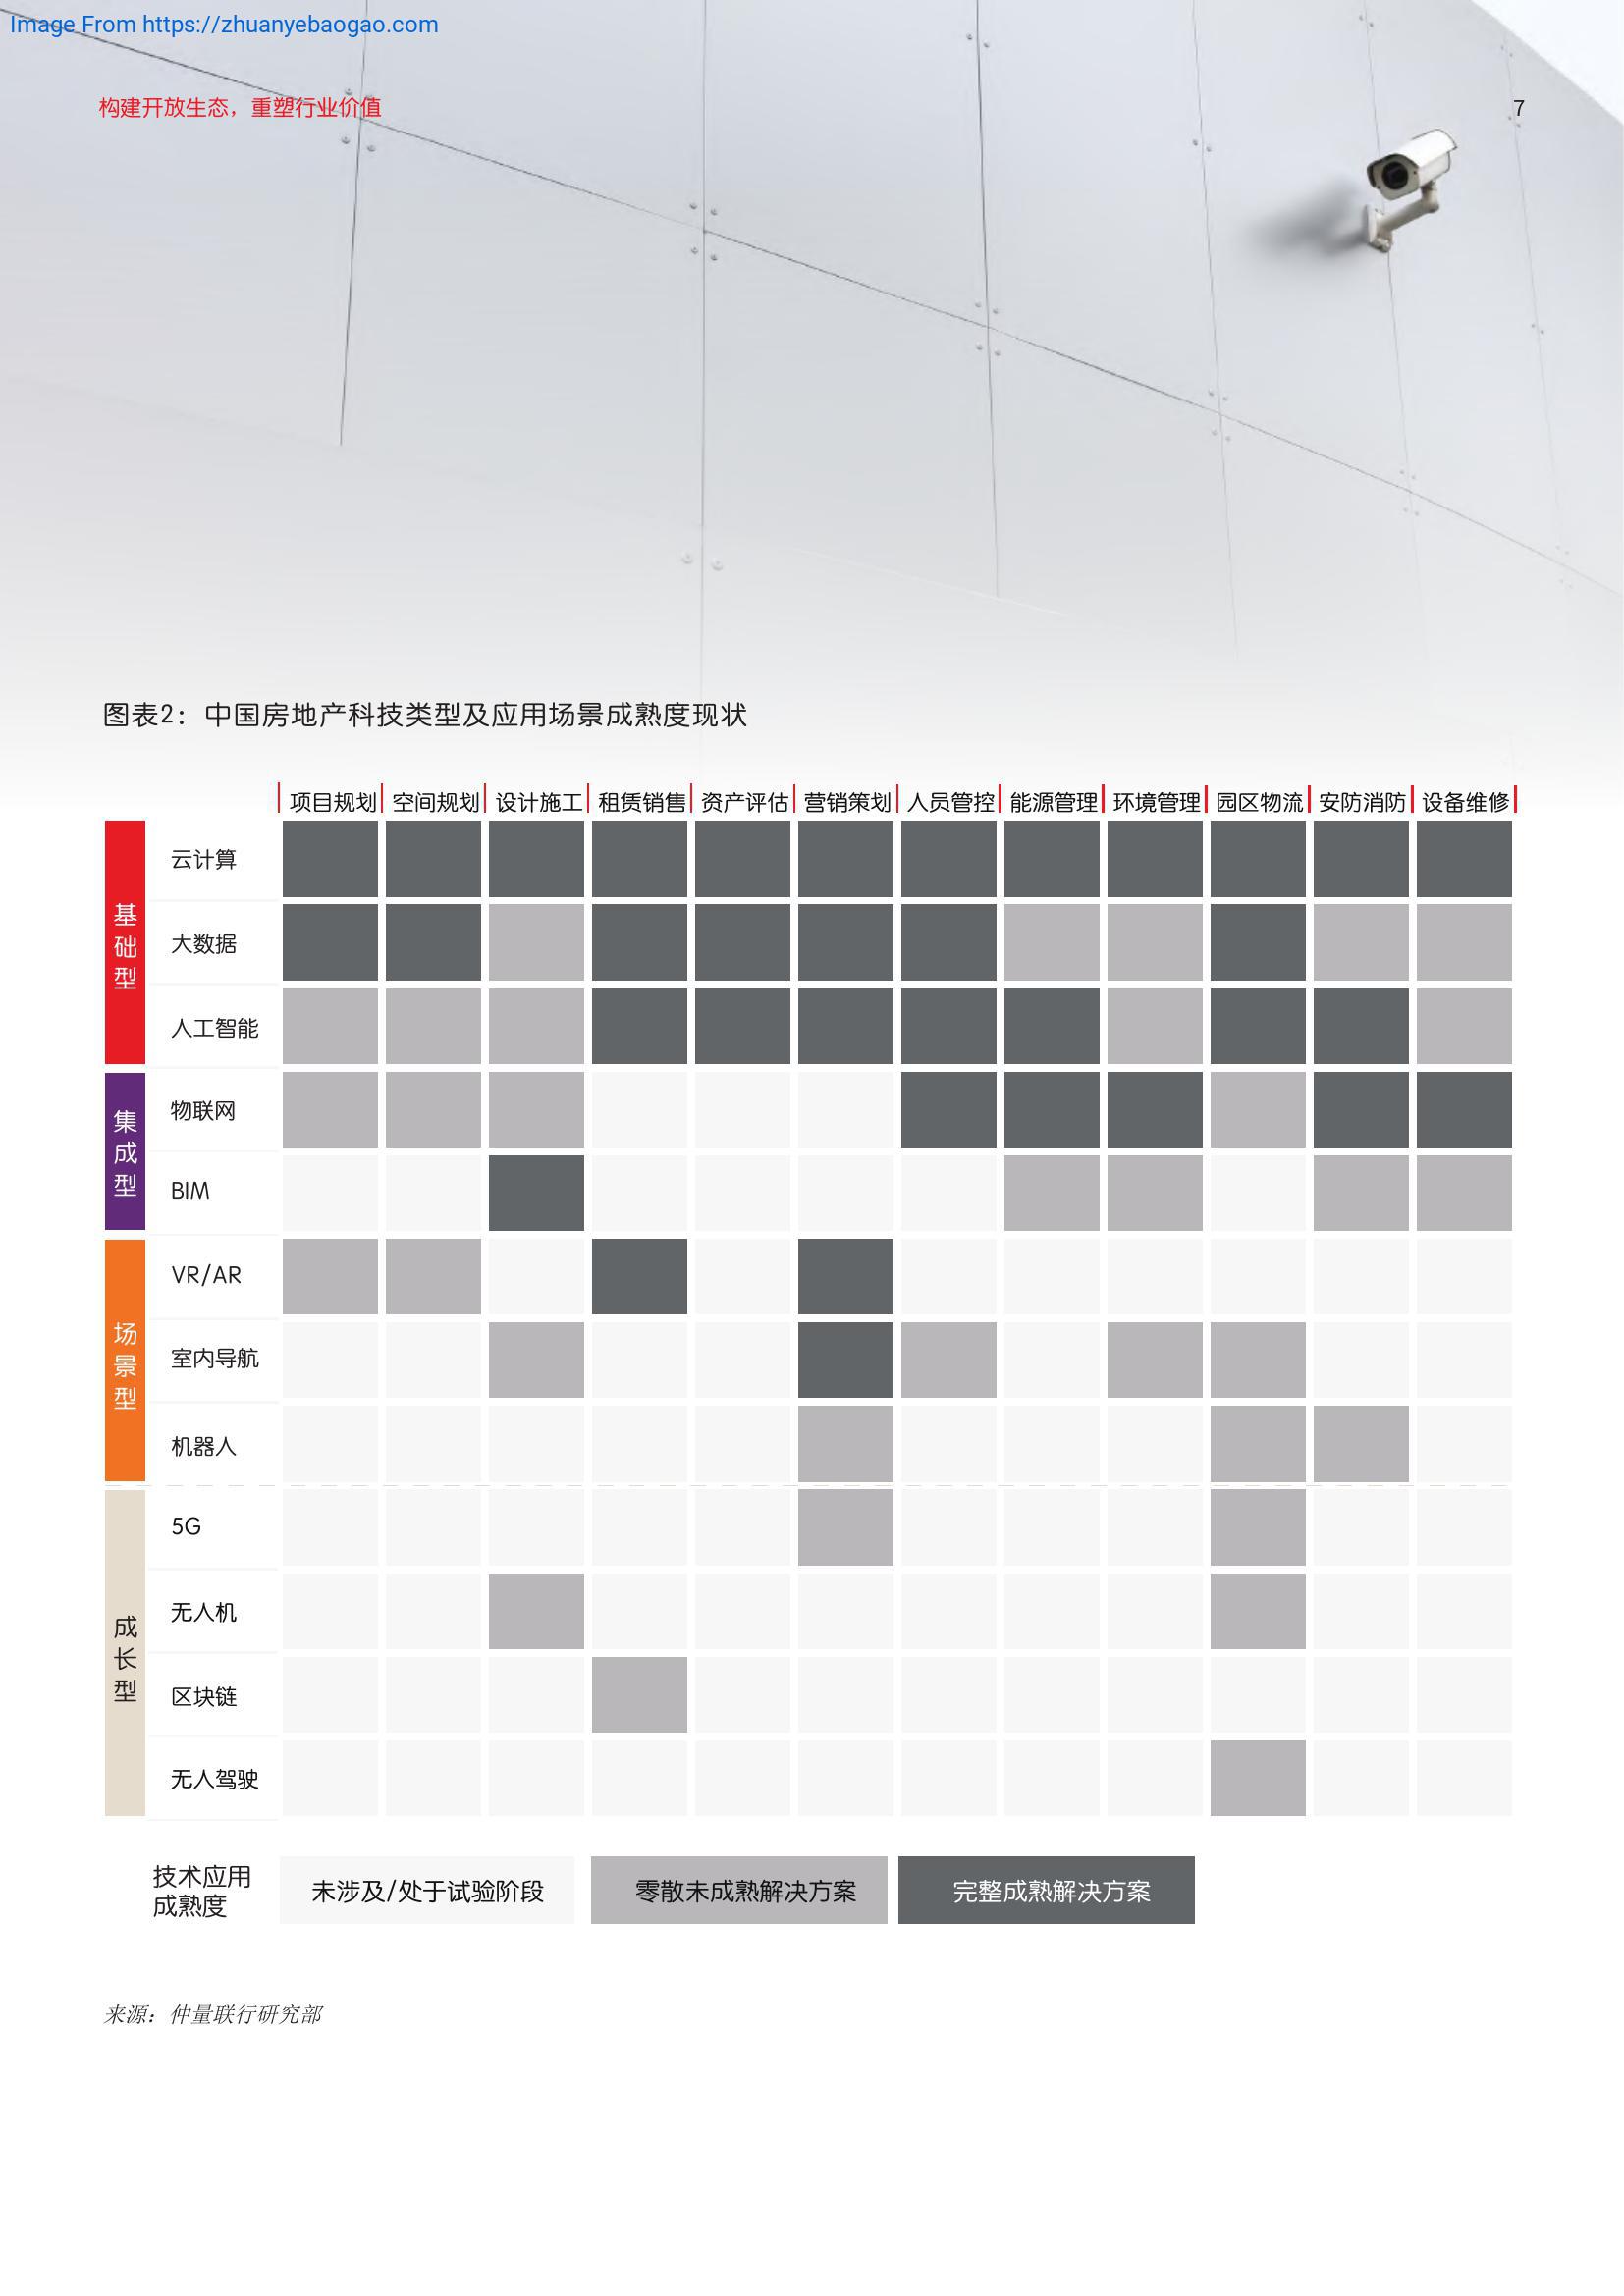 Image From https://zhuanyebaogao.com
构建开放生态，重塑行业价值
7
图表2：中国房地产科技类型及应用场景成熟度现状
项目规划 空间规划 设计施工 租赁销售 资产评估 营销策划 人员管控 能源管理 环境管理 园区物流 安防消防 设备维修
基础型
云计算
大数据
人工智能
集成型
物联网
BIM
场景型
VR/AR
室内导航
机器人
成长型
5G
无人机
区块链
无人驾驶
技术应用
成熟度
未涉及/处于试验阶段 零散未成熟解决方案 完整成熟解决方案
来源：仲量联行研究部